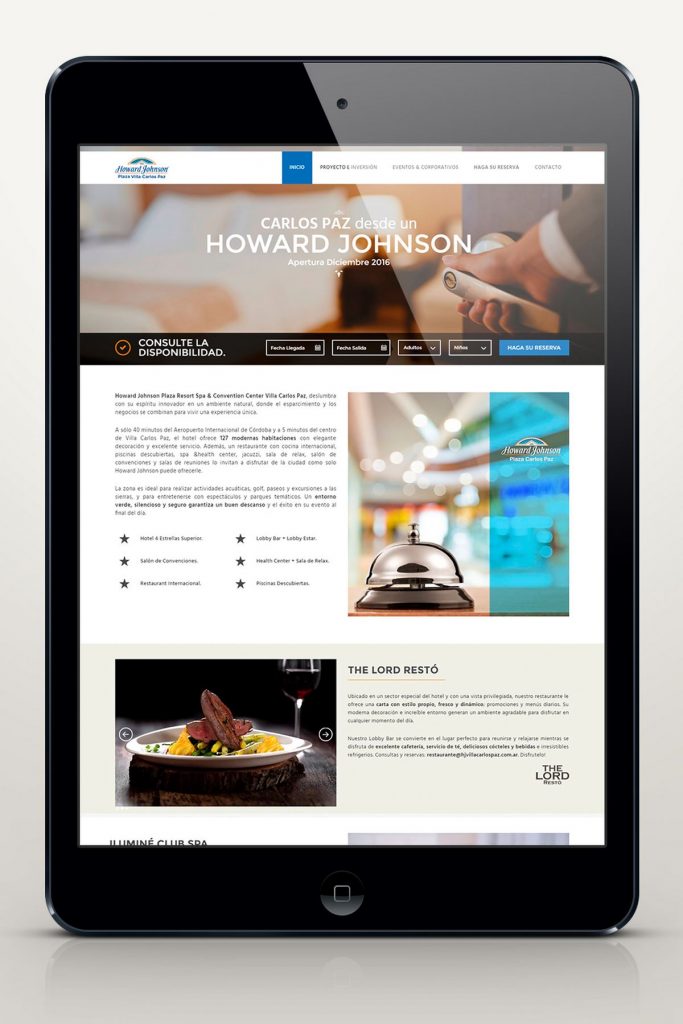 Howard Johnson
Plaza Villa Carlos Paz
INICIO
PROYECTO E INVERSIÓN
EVENTOS & CORPORATIVOS
HAGA SU RESERVA
CONTACTO
CARLOS PAZ desde un
HOWARD JOHNSON
Apertura Diciembre 2016
CONSULTE LA
DISPONIBILIDAD.
Fecha Llegada
Fecha Salida
Adultos
Niños
HAGA SU RESERVA
Howard Johnson Plaza Resort Spa & Convention Center Villa Carlos Paz, deslumbra
con su espíritu innovador en un ambiente natural, donde el esparcimiento y los
negocios se combinan para vivir una experiencia única.
A sólo 40 minutos del Aeropuerto Internacional de Córdoba y a 5 minutos del centro
de Villa Carlos Paz, el hotel ofrece 127 modernas habitaciones con elegante
decoración y excelente servicio. Además, un restaurante con cocina internacional,
piscinas descubiertas, spa &health center, jacuzzi, sala de relax, salón de
convenciones y salas de reuniones lo invitan a disfrutar de la ciudad como solo
Howard Johnson puede ofrecerle.
La zona es ideal para realizar actividades acuáticas, golf, paseos y excursiones a las
sierras, y para entretenerse con espectáculos y parques temáticos. Un entorno
verde, silencioso y seguro garantiza un buen descanso y el éxito en su evento al
final del día.
Hotel 4 Estrellas Superior.
Lobby Bar + Lobby Estar.
Salón de Convenciones.
Health Center + Sala de Relax.
Restaurant Internacional.
Piscinas Descubiertas.
Howard Johnson
Plaza Carlos Paz
THE LORD RESTÓ
Ubicado en un sector especial del hotel y con una vista privilegiada, nuestro restaurante le
ofrece una carta con estilo propio, fresco y dinámico: promociones y menús diarios. Su
moderna decoración e increíble entorno generan un ambiente agradable para disfrutar en
cualquier momento del día.
Nuestro Lobby Bar se convierte en el lugar perfecto para reunirse y relajarse mientras se
disfruta de excelente cafetería, servicio de té, deliciosos cócteles y bebidas e irresistibles
refrigerios. Consultas y reservas: restaurante@hjvillacarlospaz.com.ar. Disfrutelo!
THE
LORD
RESTÓ
ILUMINÉ CLUB SPA